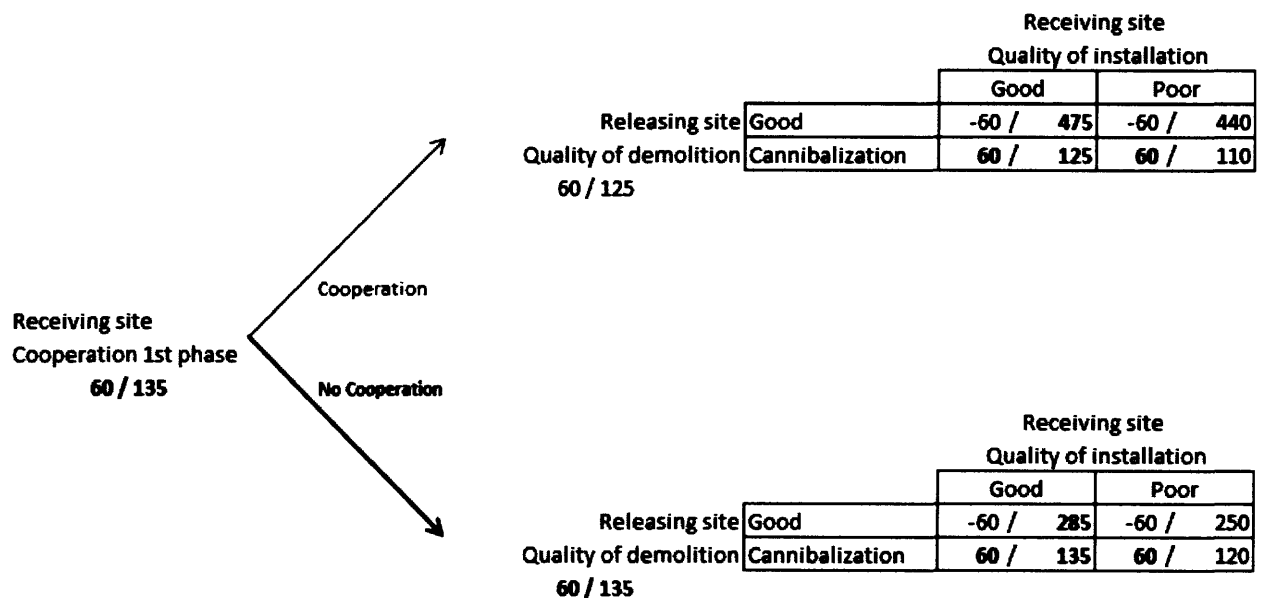 Receiving site
Quality of installation
Good Poor
Releasing site Good -60 / 475 -60 / 440
Quality of demolition Cannibalization 60 / 125 60 / 110
60 / 125
Cooperation
Receiving site
Cooperation 1st phase
60 / 135
No Cooperation
Receiving site
Quality of installation
Good Poor
Releasing site Good -60 / 285 -60 / 250
Quality of demolition Cannibalization 60 / 135 60 / 120
60 / 135